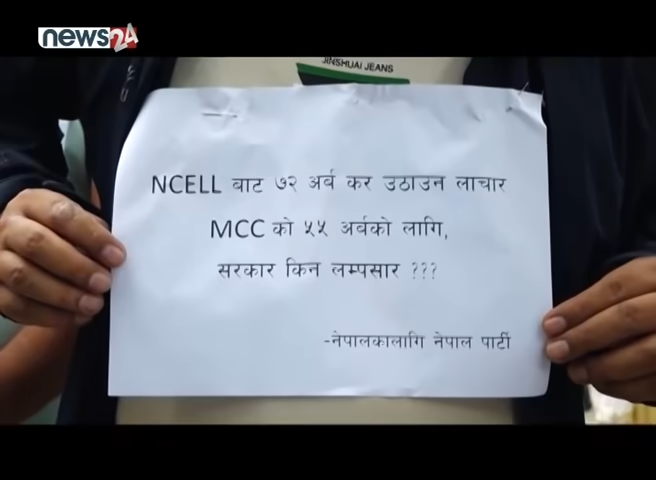 news24
JINSHUAI JEANS
NCELL बाट ७२ अर्ब कर उठाउन लाचार
MCC को ५५ अर्बको लागि,
सरकार किन लम्पसार ???
-नेपालकालागि नेपाल पार्टी